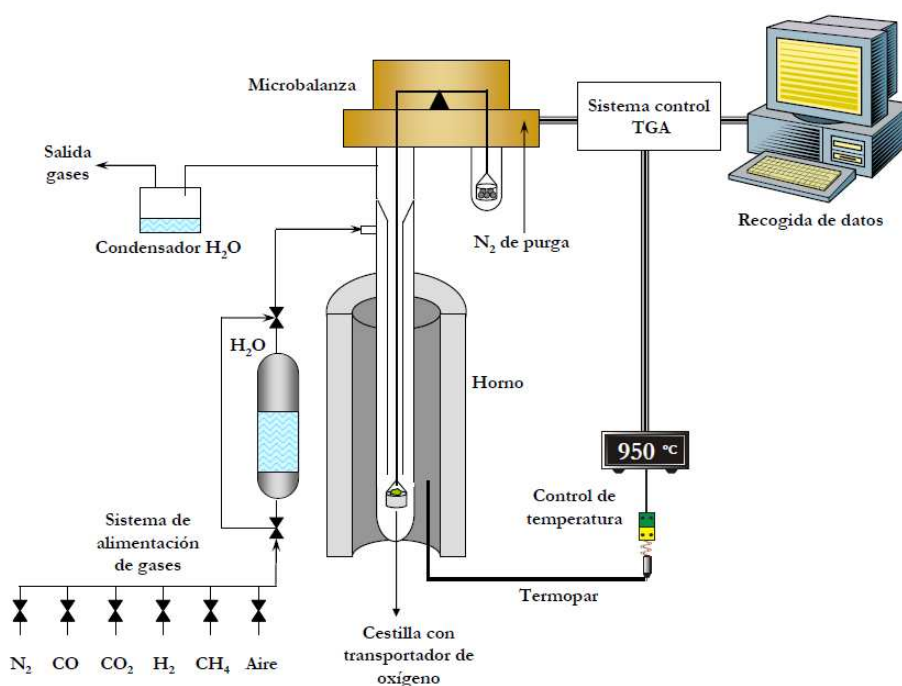 Microbalanza
Sistema control
TGA
Salida
gases
Condensador H₂O
N₂ de purga
Recogida de datos
H₂O
Horno
950 ºC
Control de
temperatura
Sistema de
alimentación
de gases
Termopar
Cestilla con
transportador de
oxígeno
N₂ CO CO₂ H₂ CH₄ Aire